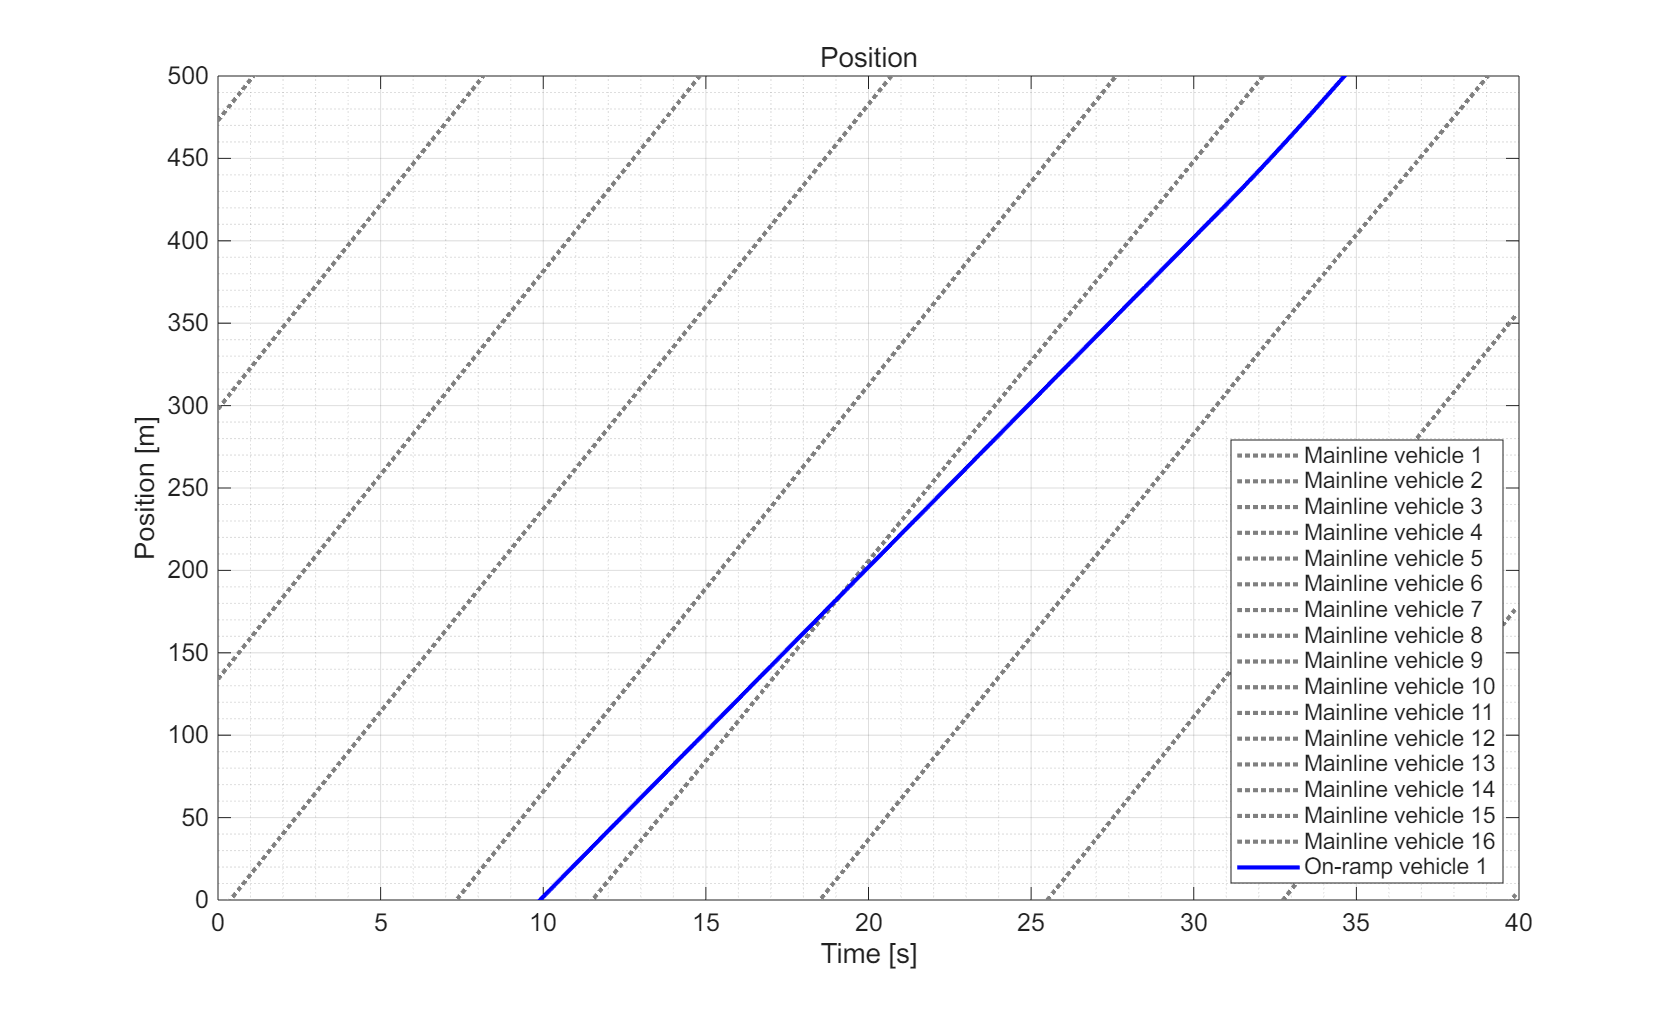 Position
500
450
400
350
300
250
200
150
100
50
0
Position [m]
0 5 10 15 20 25 30 35 40
Time [s]
Mainline vehicle 1
Mainline vehicle 2
Mainline vehicle 3
Mainline vehicle 4
Mainline vehicle 5
Mainline vehicle 6
Mainline vehicle 7
Mainline vehicle 8
Mainline vehicle 9
Mainline vehicle 10
Mainline vehicle 11
Mainline vehicle 12
Mainline vehicle 13
Mainline vehicle 14
Mainline vehicle 15
Mainline vehicle 16
On-ramp vehicle 1